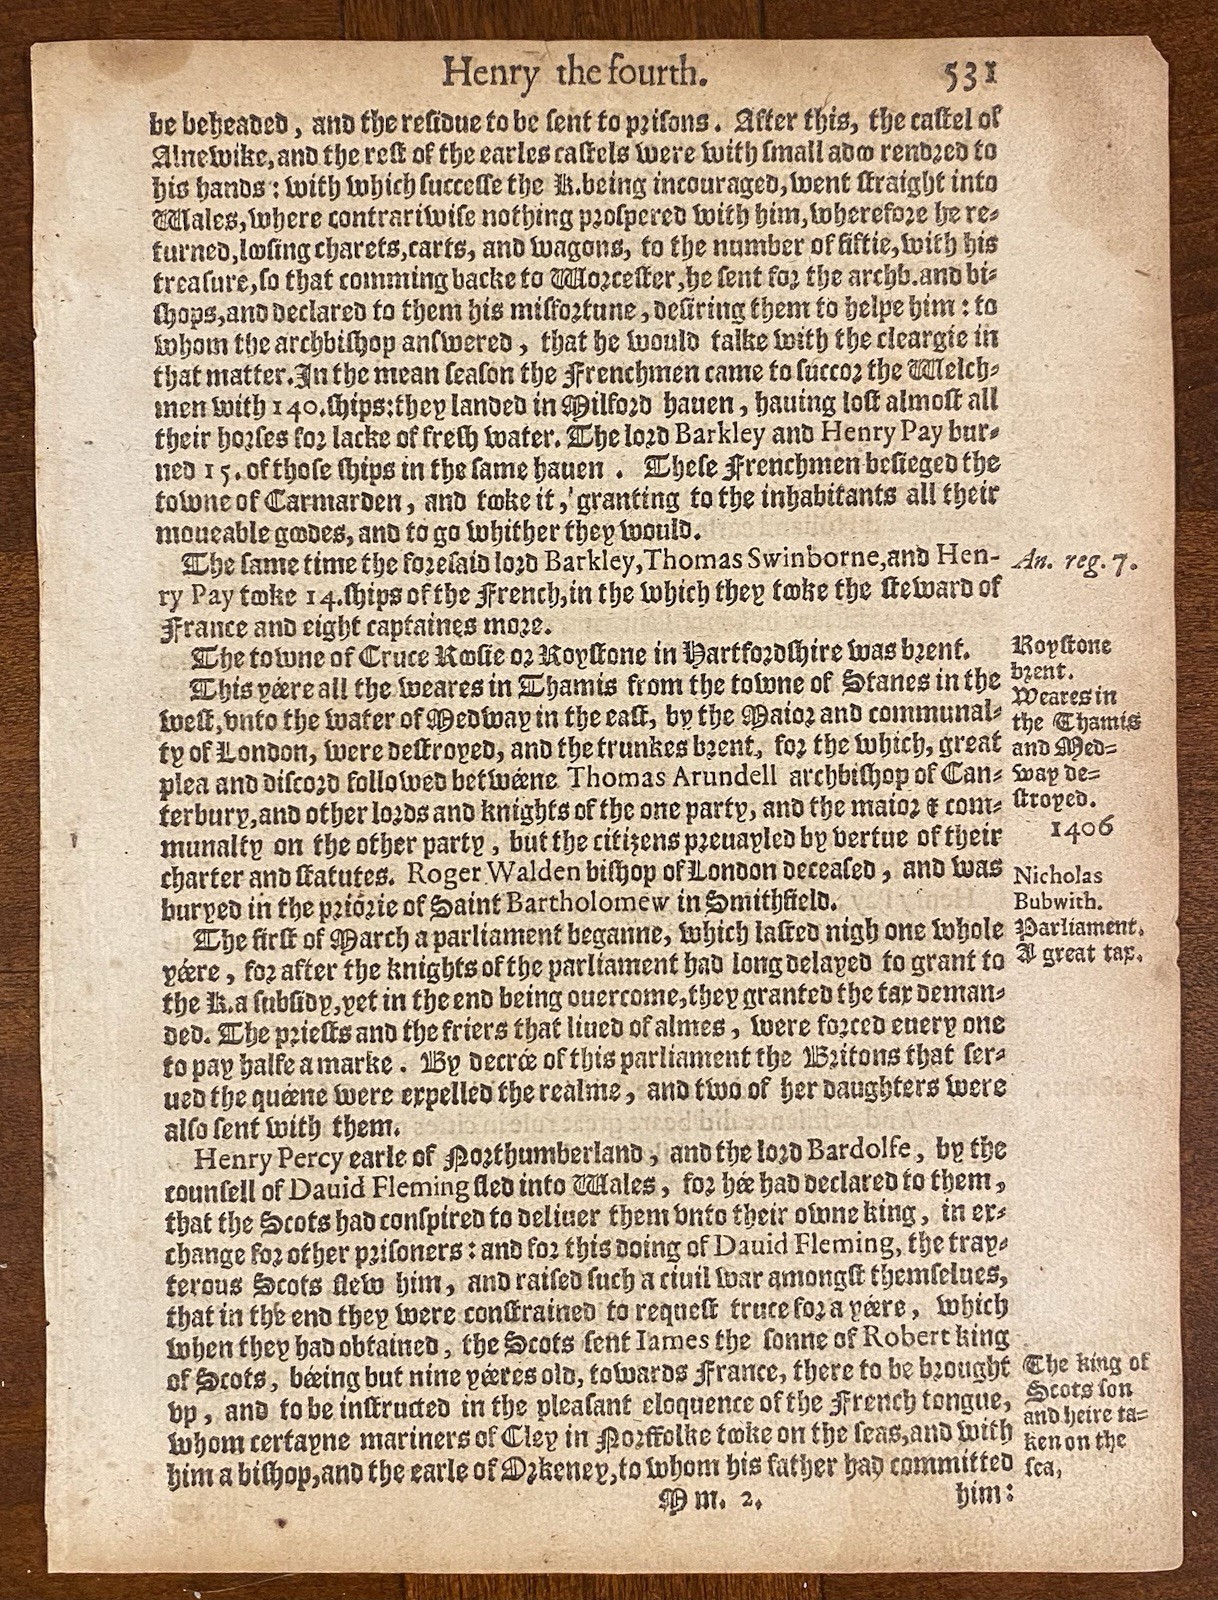 Henry the fourth. 531
be beheaded, and the residue to be sent to prisons. After this, the castel of
Alnewike, and the rest of the earles castels were with small adoo rendred to
his hands: with which successe the K. being incouraged, went straight into
Wales, where contrariwise nothing prospered with him, wherefore he re-
turned, loosing charets, carts, and wagons, to the number of fiftie, with his
treasure, so that comming backe to Worcester, he sent for the archb. and bi-
shops, and declared to them his misfortune, desiring them to helpe him: to
whom the archbishop answered, that he would talke with the cleargie in
that matter. In the mean season the Frenchmen came to succor the Welch-
men with 140. ships: they landed in Milford hauen, hauing lost almost all
their horses for lacke of fresh water. The lord Barkley and Henry Pay bur-
ned 15. of those ships in the same hauen. These Frenchmen besieged the
towne of Carmarden, and tooke it, granting to the inhabitants all their
moueable goodes, and to go whither they would.
The same time the foresaid lord Barkley, Thomas Swinborne, and Hen-
An. reg. 7.
ry Pay tooke 14. ships of the French, in the which they tooke the steward of
France and eight captaines more.
The towne of Cruce Roosie or Roystone in Hartfordshire was brent.
Roystone
brent.
This yéere all the weares in Thamis from the towne of Stanes in the
west, vnto the water of Medway in the east, by the Maior and communal-
ty of London, were destroyed, and the trunkes brent, for the which, great
plea and discord followed betwéene Thomas Arundell archbishop of Can-
terbury, and other lords and knights of the one party, and the maior & com-
Weares in
the Thamis
and Med-
way de-
stroyed.
1406
munalty on the other party, but the citizens preuayled by vertue of their
charter and statutes. Roger Walden bishop of London deceased, and was
buryed in the priorie of Saint Bartholomew in Smithfield.
Nicholas
Bubwith.
The first of March a parliament beganne, which lasted nigh one whole
yéere, for after the knights of the parliament had long delayed to grant to
Parliament.
A great tax.
the K. a subsidy, yet in the end being ouercome, they granted the tax deman-
ded. The priests and the friers that liued of almes, were forced euery one
to pay halfe a marke. By decrée of this parliament the Britons that ser-
ued the quéene were expelled the realme, and two of her daughters were
also sent with them.
Henry Percy earle of Northumberland, and the lord Bardolfe, by the
counsell of Dauid Fleming fled into Wales, for hée had declared to them,
that the Scots had conspired to deliuer them vnto their owne king, in ex-
change for other prisoners: and for this doing of Dauid Fleming, the tray-
terous Scots slew him, and raised such a ciuil war amongst themselues,
that in the end they were constrained to request truce for a yéere, which
when they had obtained, the Scots sent Iames the sonne of Robert king
of Scots, béeing but nine yéeres old, towards France, there to be brought
vp, and to be instructed in the pleasant eloquence of the French tongue,
whom certayne mariners of Cley in Norffolke tooke on the seas, and with
him a bishop, and the earle of Orkeney, to whom his father had committed
The king of
Scots son
and heire ta-
ken on the
sea,
Mm. 2. him: